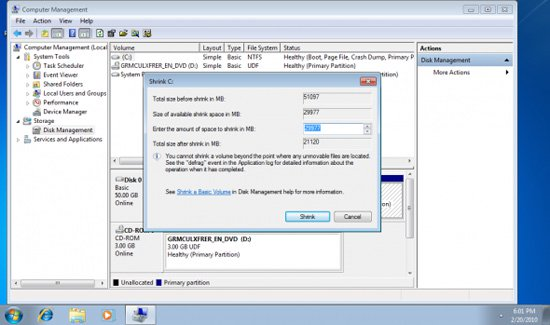 Computer Management
File Action View Help
Computer Management (Local
System Tools
Task Scheduler
Event Viewer
Shared Folders
Local Users and Groups
Performance
Device Manager
Storage
Disk Management
Services and Applications
Volume Layout Type File System Status
(C:) Simple Basic NTFS Healthy (Boot, Page File, Crash Dump, Primary P
GRMCULXFRER_EN_DVD (D:) Simple Basic UDF Healthy (Primary Partition)
System
Actions
Disk Management
More Actions
Shrink C:
Total size before shrink in MB: 51097
Size of available shrink space in MB: 29977
Enter the amount of space to shrink in MB: 29977
Total size after shrink in MB: 21120
You cannot shrink a volume beyond the point where any unmovable files are located.
See the "defrag" event in the Application log for detailed information about the
operation when it has completed.
See Shrink a Basic Volume in Disk Management help for more information.
Shrink Cancel
Disk 0
Basic
50.00 GB
Online
CD-ROM
CD-ROM
3.00 GB
Online
GRMCULXFRER_EN_DVD (D:)
3.00 GB UDF
Healthy (Primary Partition)
Unallocated Primary partition
6:01 PM
2/20/2010